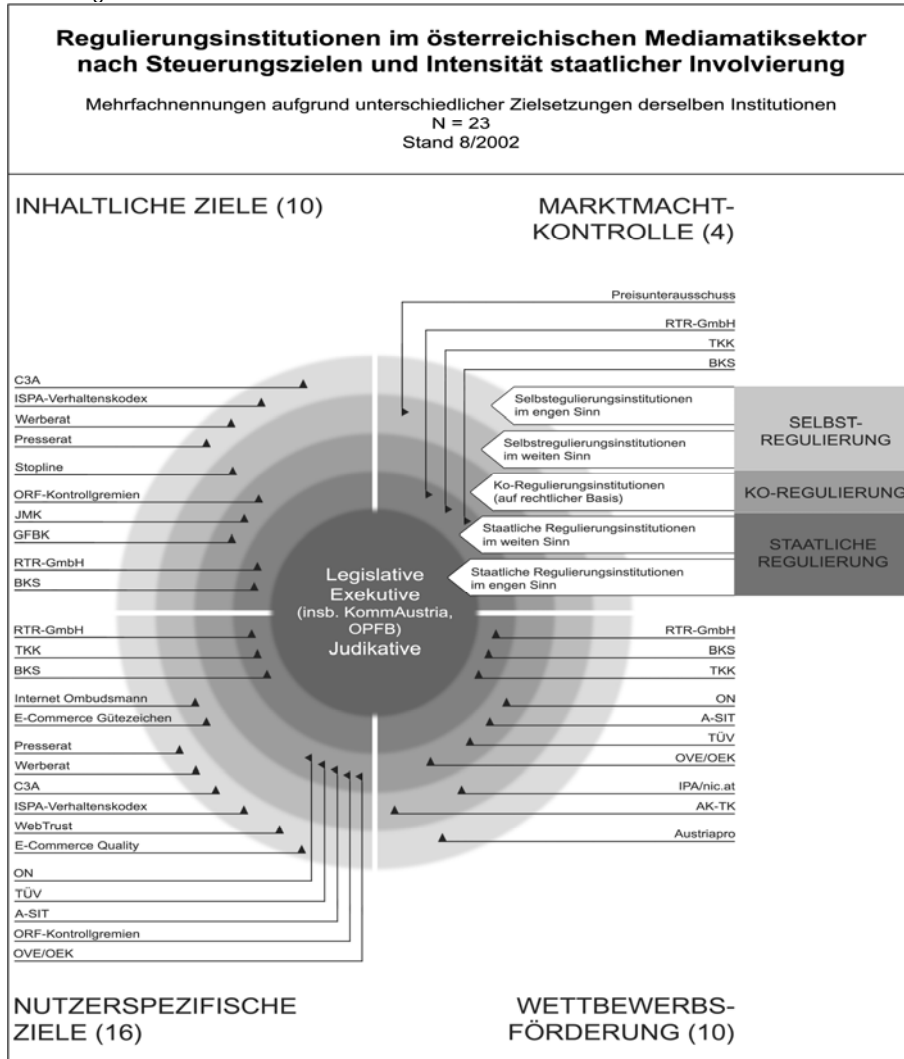 Regulierungsinstitutionen im österreichischen Mediamatiksektor
nach Steuerungszielen und Intensität staatlicher Involvierung
Mehrfachnennungen aufgrund unterschiedlicher Zielsetzungen derselben Institutionen
N = 23
Stand 8/2002
INHALTLICHE ZIELE (10)
MARKTMACHT-
KONTROLLE (4)
Preisunterausschuss
RTR-GmbH
TKK
BKS
C3A
ISPA-Verhaltenskodex
Werberat
Presserat
Stopline
ORF-Kontrollgremien
JMK
GFBK
RTR-GmbH
BKS
Selbstegulierungsinstitutionen
im engen Sinn
Selbstregulierungsinstitutionen
im weiten Sinn
Ko-Regulierungsinstitutionen
(auf rechtlicher Basis)
Staatliche Regulierungsinstitutionen
im weiten Sinn
Staatliche Regulierungsinstitutionen
im engen Sinn
SELBST-
REGULIERUNG
KO-REGULIERUNG
STAATLICHE
REGULIERUNG
Legislative
Exekutive
(insb. KommAustria,
OPFB)
Judikative
RTR-GmbH
TKK
BKS
Internet Ombudsmann
E-Commerce Gütezeichen
Presserat
Werberat
C3A
ISPA-Verhaltenskodex
WebTrust
E-Commerce Quality
ON
TÜV
A-SIT
ORF-Kontrollgremien
OVE/OEK
RTR-GmbH
BKS
TKK
ON
A-SIT
TÜV
OVE/OEK
IPA/nic.at
AK-TK
Austriapro
NUTZERSPEZIFISCHE
ZIELE (16)
WETTBEWERBS-
FÖRDERUNG (10)